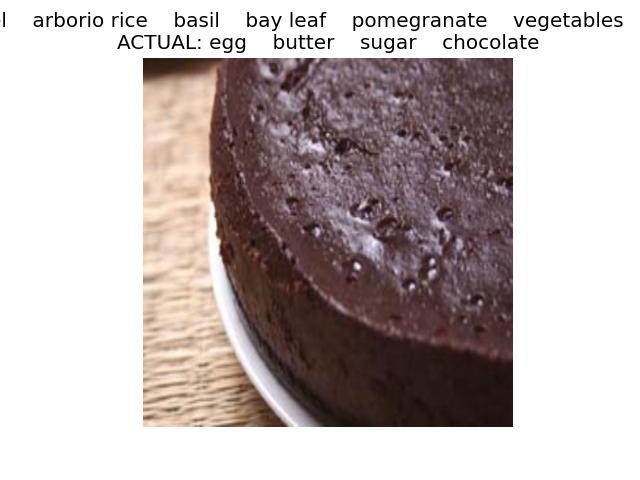 arborio rice basil bay leaf pomegranate vegetables
ACTUAL: egg butter sugar chocolate